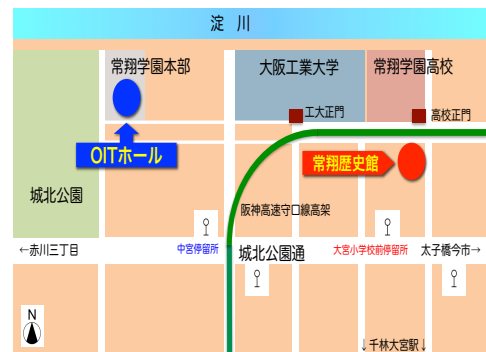 淀 川
常翔学園本部
大阪工業大学
常翔学園高校
工大正門
高校正門
OITホール
常翔歴史館
城北公園
阪神高速守口線高架
←赤川三丁目
中宮停留所
城北公園通
大宮小学校前停留所
太子橋今市→
N
↓千林大宮駅↓